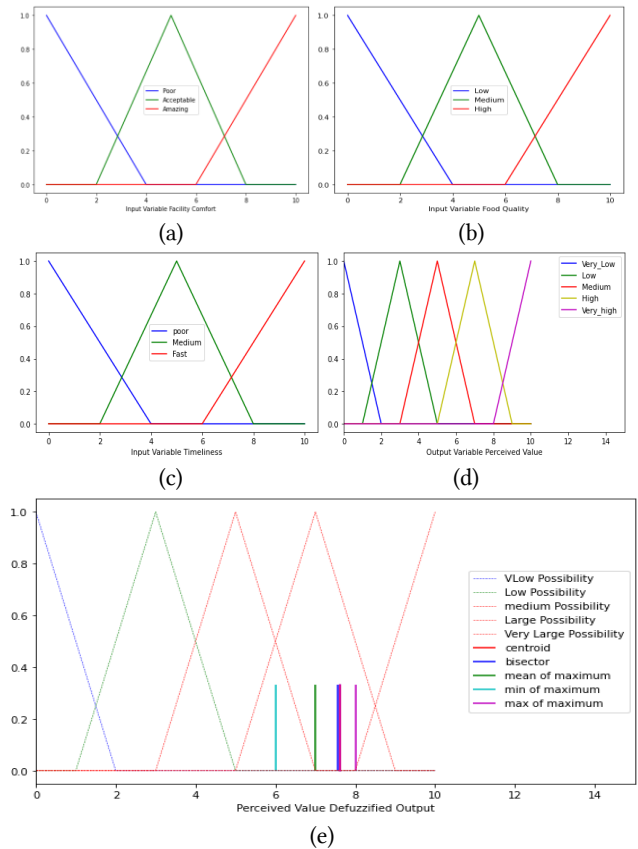 1.0
0.8
0.6
0.4
0.2
0.0
Poor
Acceptable
Amazing
0 2 4 6 8 10
Input Variable Facility Comfort
(a)
1.0
0.8
0.6
0.4
0.2
0.0
Low
Medium
High
0 2 4 6 8 10
Input Variable Food Quality
(b)
1.0
0.8
0.6
0.4
0.2
0.0
poor
Medium
Fast
0 2 4 6 8 10
Input Variable Timeliness
(c)
1.0
0.8
0.6
0.4
0.2
0.0
Very_Low
Low
Medium
High
Very_high
0 2 4 6 8 10 12 14
Output Variable Perceived Value
(d)
1.0
0.8
0.6
0.4
0.2
0.0
VLow Possibility
Low Possibility
medium Possibility
Large Possibility
Very Large Possibility
centroid
bisector
mean of maximum
min of maximum
max of maximum
0 2 4 6 8 10 12 14
Perceived Value Defuzzified Output
(e)